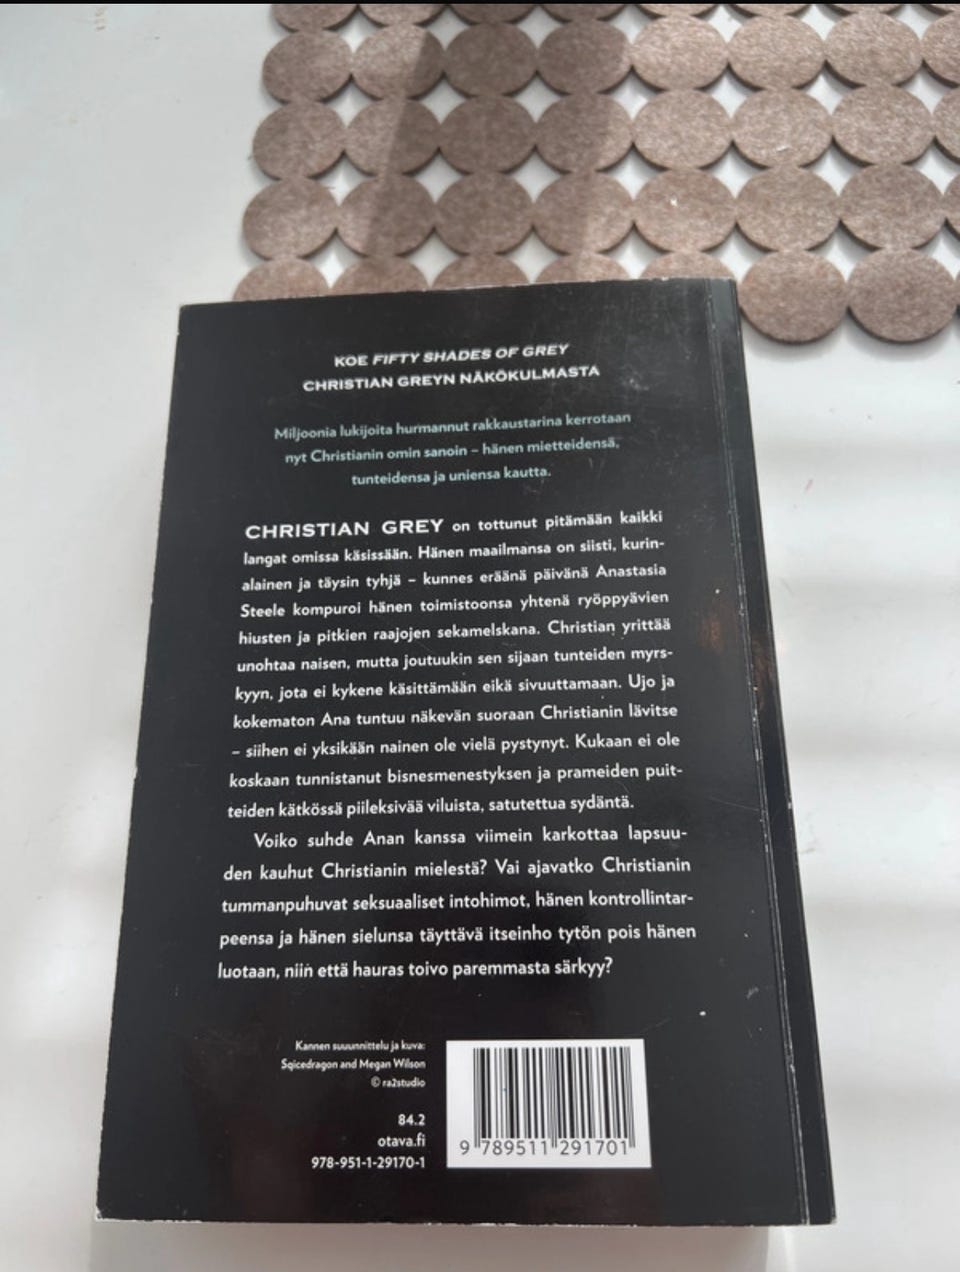 KOE FIFTY SHADES OF GREY
CHRISTIAN GREYN NÄKÖKULMASTA
Miljoonia lukijoita hurmannut rakkaustarina kerrotaan
nyt Christianin omin sanoin – hänen mietteidensä,
tunteidensa ja uniensa kautta.
CHRISTIAN GREY on tottunut pitämään kaikki
langat omissa käsissään. Hänen maailmansa on siisti, kurin-
alainen ja täysin tyhjä – kunnes eräänä päivänä Anastasia
Steele kompuroi hänen toimistoonsa yhtenä ryöppyävien
hiusten ja pitkien raajojen sekamelskana. Christian yrittää
unohtaa naisen, mutta joutuukin sen sijaan tunteiden myrs-
kyyn, jota ei kykene käsittämään eikä sivuuttamaan. Ujo ja
kokematon Ana tuntuu näkevän suoraan Christianin lävitse
– siihen ei yksikään nainen ole vielä pystynyt. Kukaan ei ole
koskaan tunnistanut bisnesmenestyksen ja prameiden puit-
teiden kätkössä piileksivää viluista, satutettua sydäntä.
Voiko suhde Anan kanssa viimein karkottaa lapsuu-
den kauhut Christianin mielestä? Vai ajavatko Christianin
tummanpuhuvat seksuaaliset intohimot, hänen kontrollintar-
peensa ja hänen sielunsa täyttävä itseinho tytön pois hänen
luotaan, niin että hauras toivo paremmasta särkyy?
Kannen suuunnittelu ja kuva:
Sqicedragon and Megan Wilson
© ra2studio
84.2
otava.fi
978-951-1-29170-1
9 789511 291701